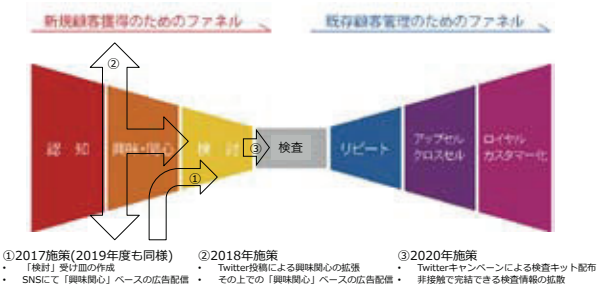 新規顧客獲得のためのファネル
既存顧客管理のためのファネル
②
認　知
興味・関心
検　討
③
検査
リピート
アップセル
クロスセル
ロイヤル
カスタマー化
①
①2017施策(2019年度も同様)
• 「検討」受け皿の作成
• SNSにて「興味関心」ベースの広告配信
②2018年施策
• Twitter投稿による興味関心の拡張
• その上での「興味関心」ベースの広告配信
③2020年施策
• Twitterキャンペーンによる検査キット配布
• 非接触で完結できる検査情報の拡散